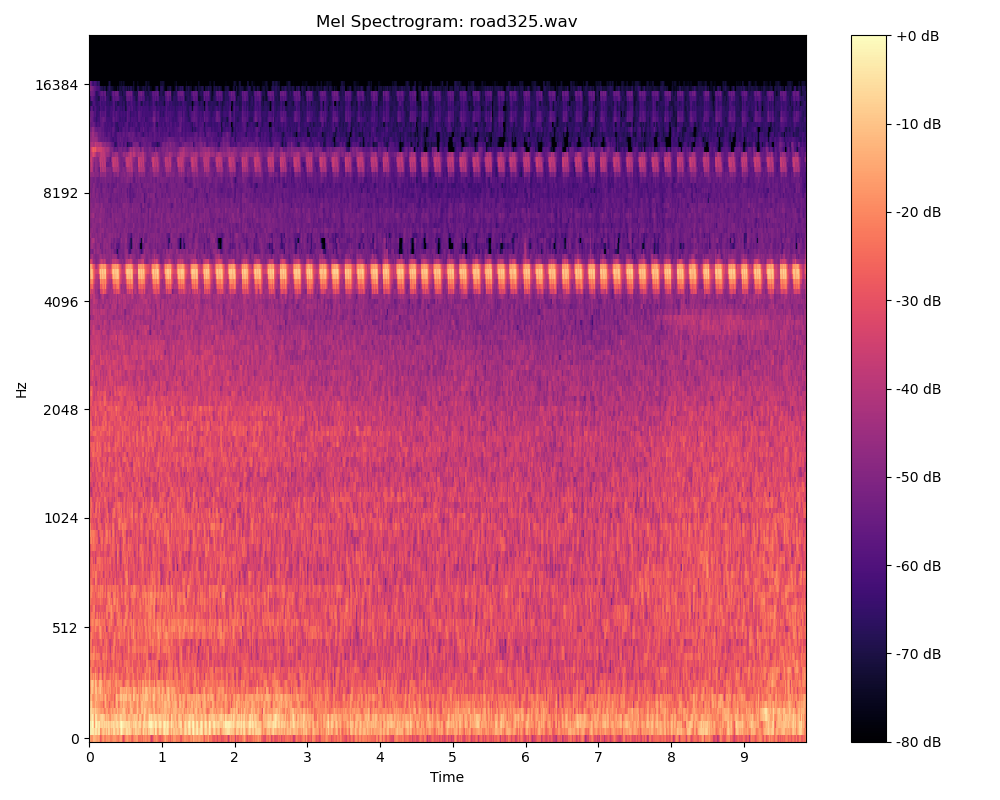 Mel Spectrogram: road325.wav
16384
8192
4096
2048
1024
512
0
Hz
0 1 2 3 4 5 6 7 8 9
Time
+0 dB
-10 dB
-20 dB
-30 dB
-40 dB
-50 dB
-60 dB
-70 dB
-80 dB